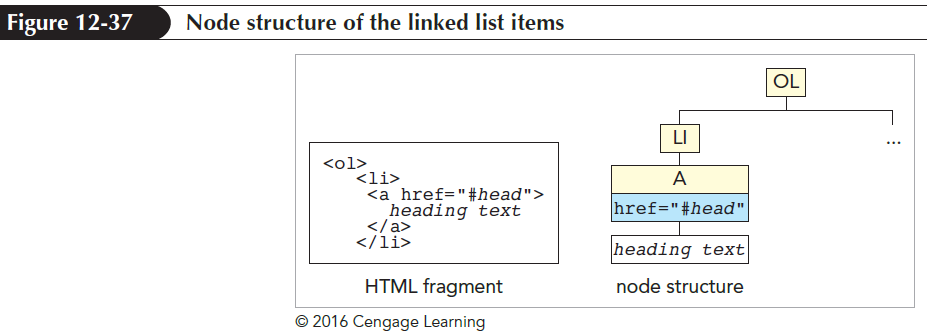 Figure 12-37 Node structure of the linked list items
<ol>
<li>
<a href="#head">
heading text
</a>
</li>
HTML fragment
OL
LI
...
A
href="#head"
heading text
node structure
© 2016 Cengage Learning